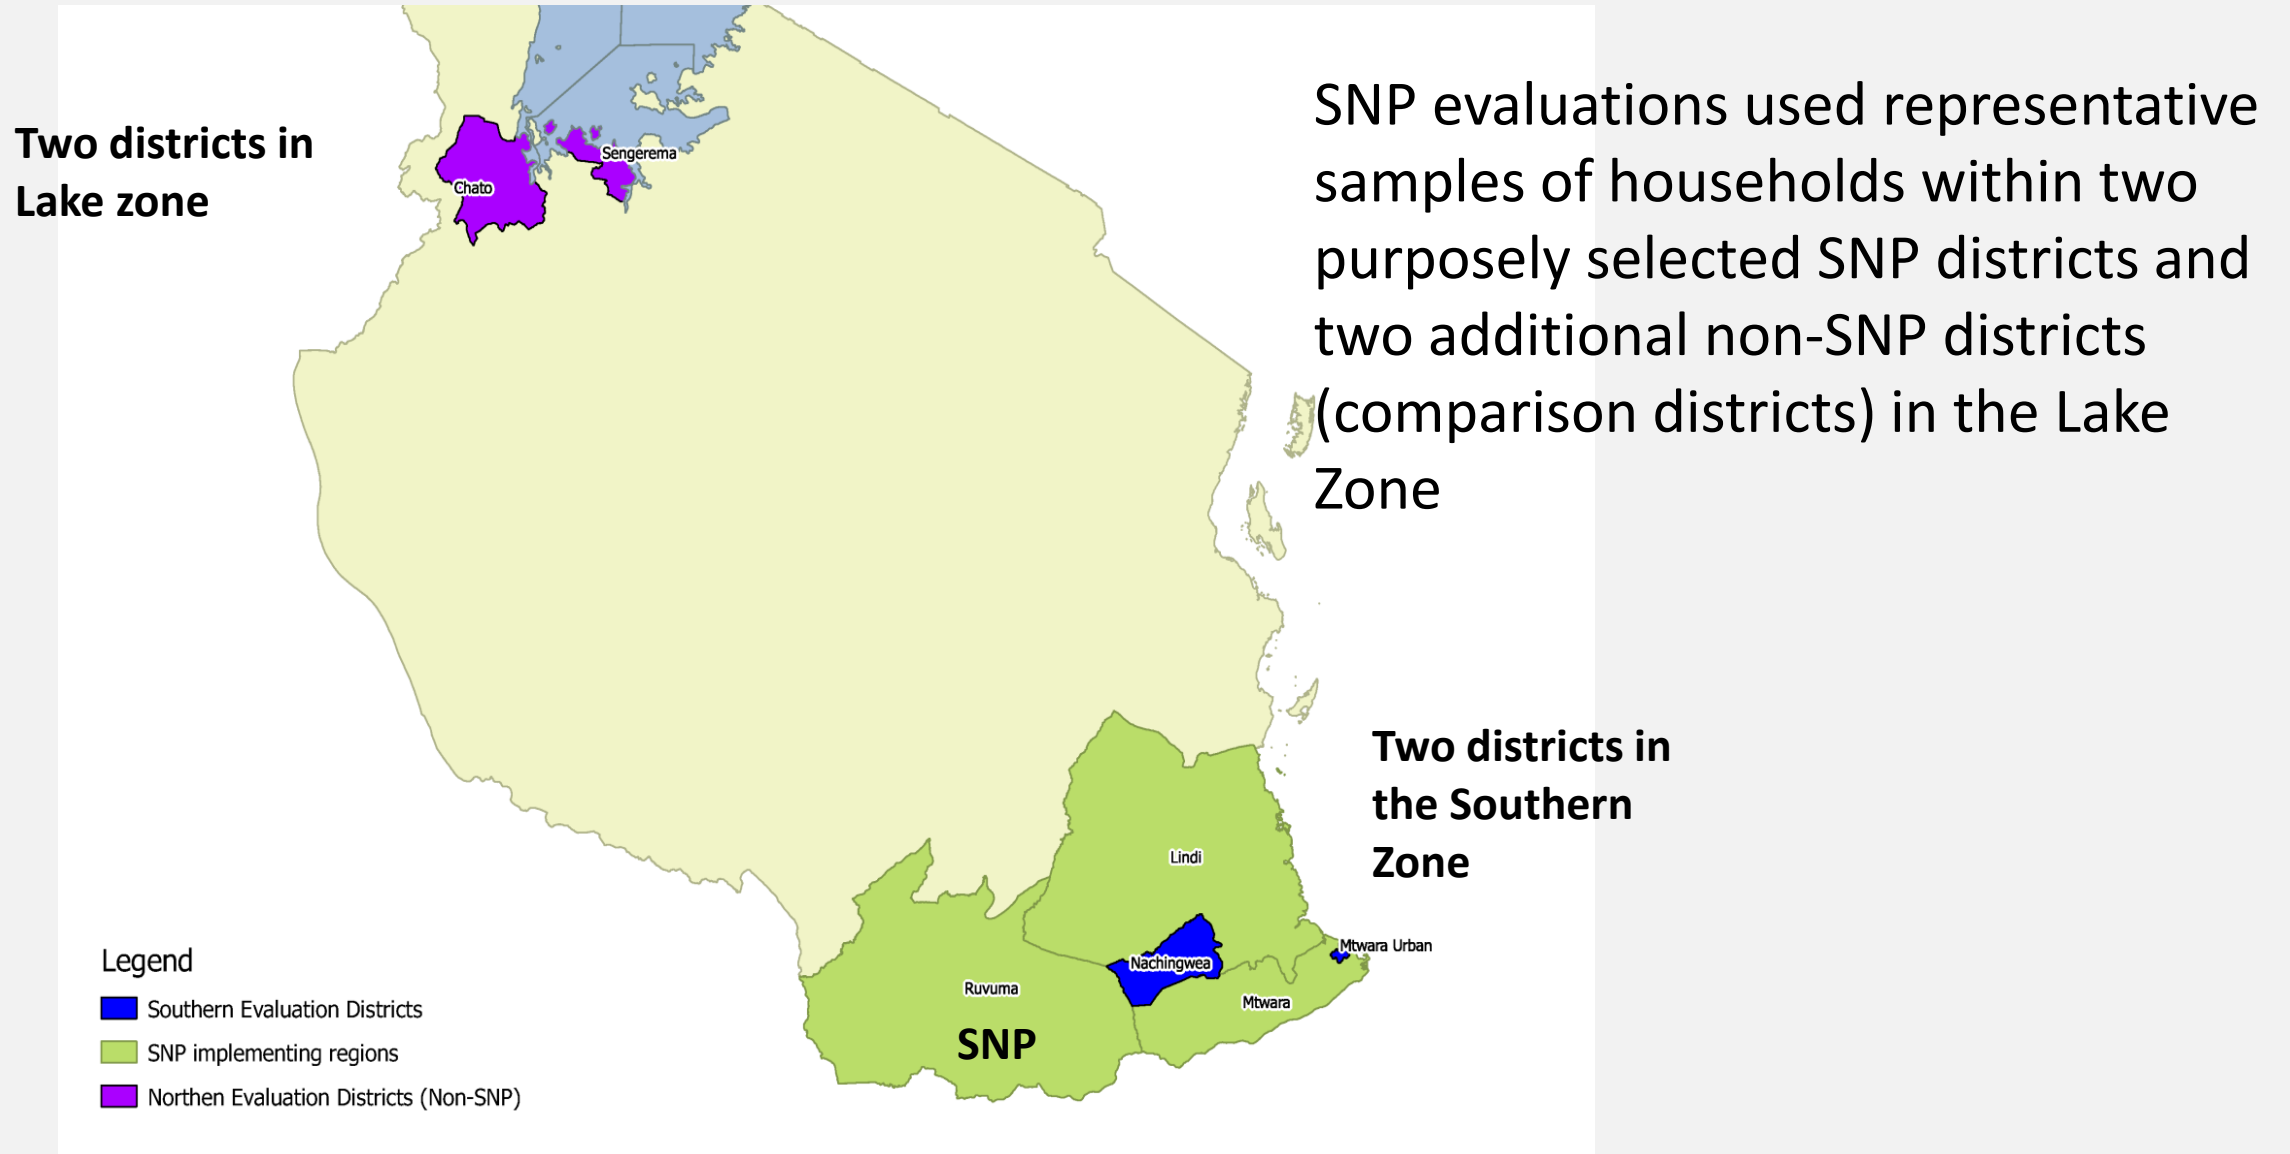 SNP evaluations used representative
samples of households within two
purposely selected SNP districts and
two additional non-SNP districts
(comparison districts) in the Lake
Zone
Two districts in
Lake zone
Sengerema
Chato
Two districts in
the Southern
Zone
Lindi
Mtwara Urban
Nachingwea
Ruvuma
Mtwara
SNP
Legend
Southern Evaluation Districts
SNP implementing regions
Northen Evaluation Districts (Non-SNP)